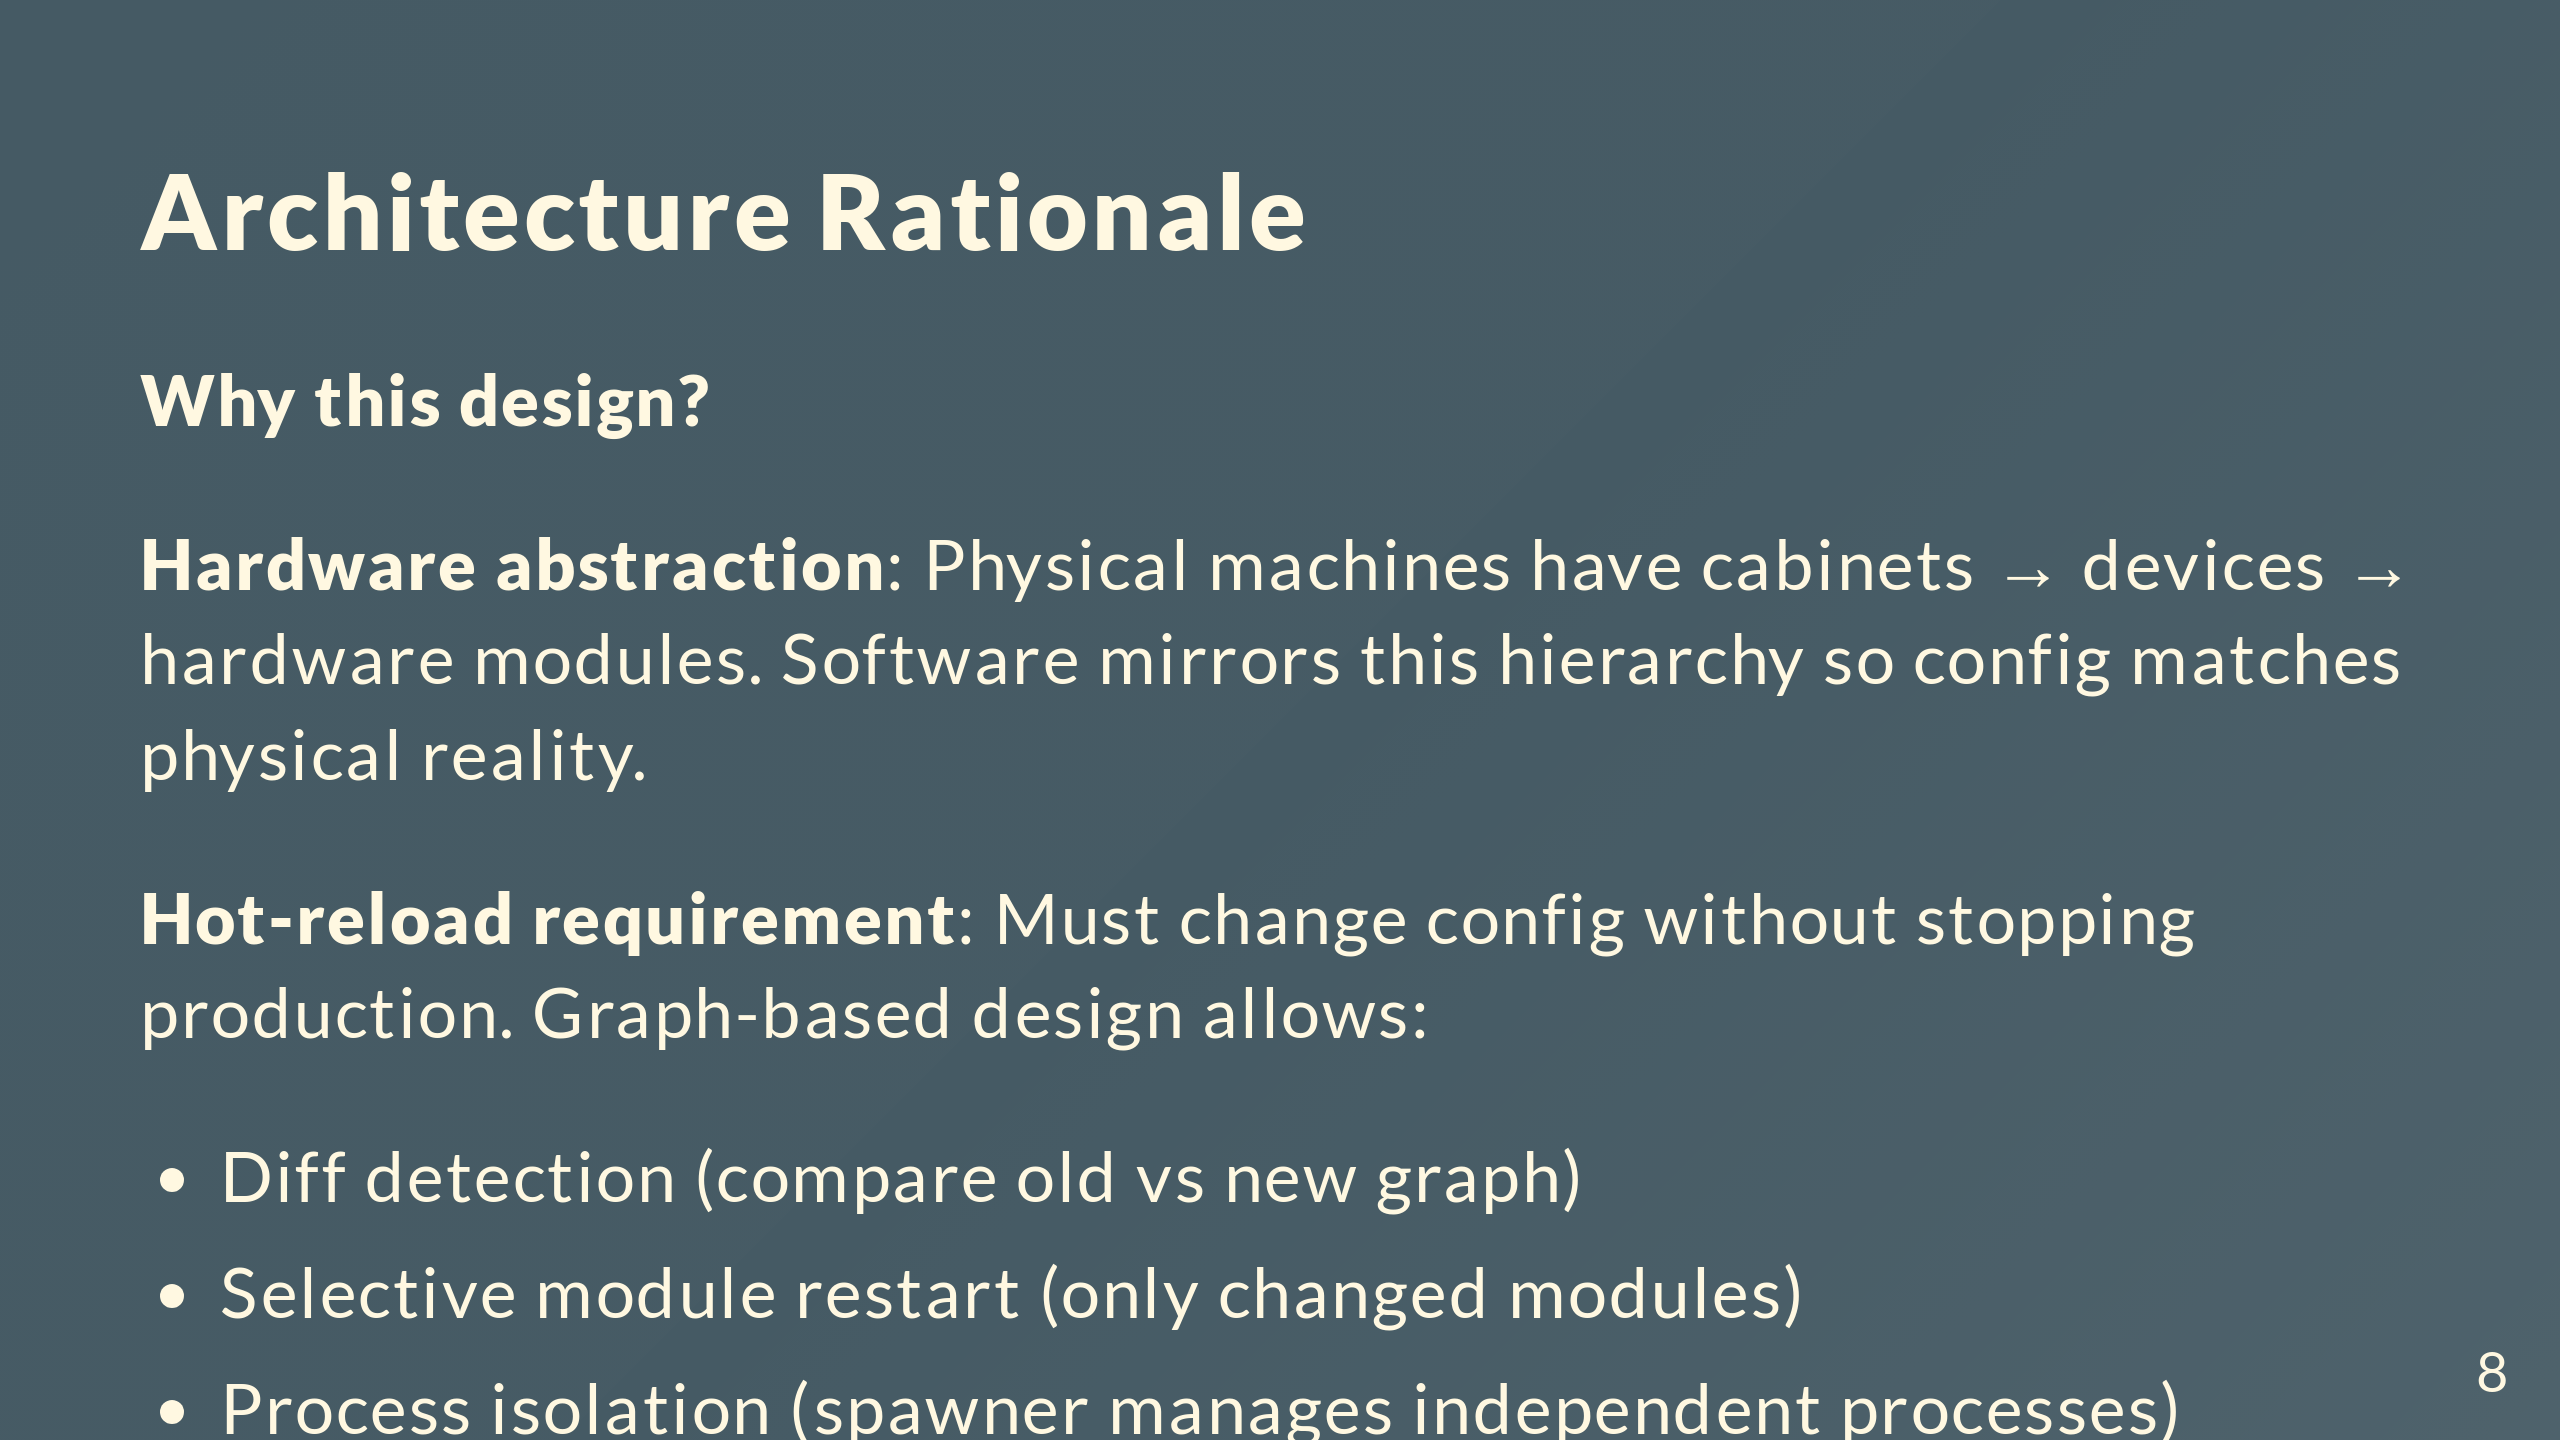 Architecture Rationale
Why this design?
Hardware abstraction: Physical machines have cabinets → devices →
hardware modules. Software mirrors this hierarchy so config matches
physical reality.
Hot-reload requirement: Must change config without stopping
production. Graph-based design allows:
• Diff detection (compare old vs new graph)
• Selective module restart (only changed modules)
• Process isolation (spawner manages independent processes)
8